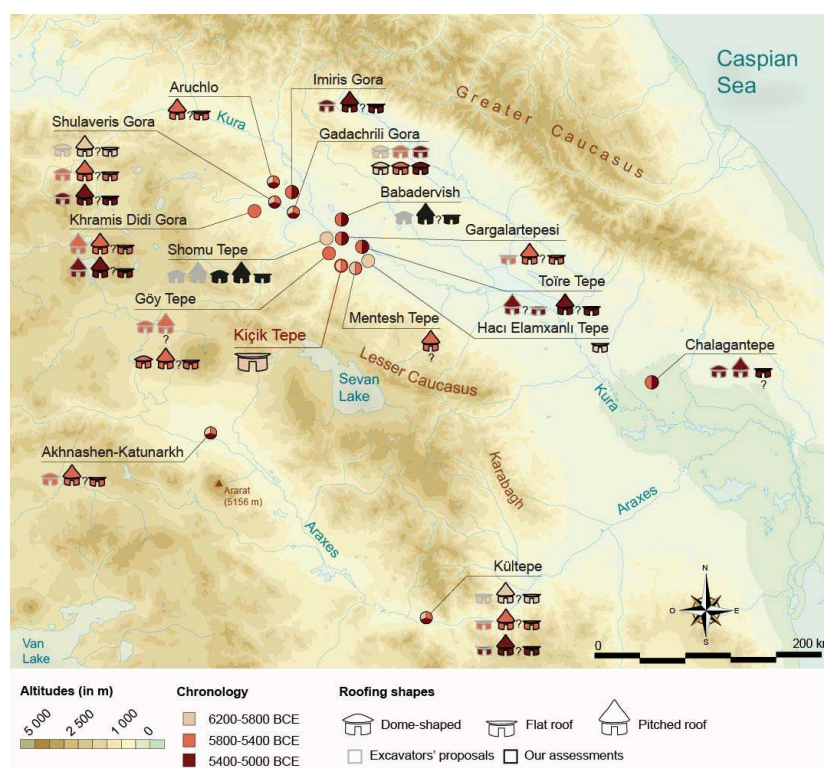 Caspian
Sea
Greater Caucasus
Imiris Gora
Aruchlo
Kura
Shulaveris Gora
Gadachrili Gora
Babadervish
Khramis Didi Gora
Gargalartepesi
Shomu Tepe
Toïre Tepe
Göy Tepe
Mentesh Tepe
Hacı Elamxanlı Tepe
Kiçik Tepe
Chalagantepe
Sevan
Lake
Lesser Caucasus
Kura
Akhnashen-Katunarkh
Ararat
(5156 m)
Karabagh
Araxes
Araxes
Kültepe
N
O
E
S
Van
Lake
0
200 km
Altitudes (in m)
5 000
2 500
1 000
0
Chronology
6200-5800 BCE
5800-5400 BCE
5400-5000 BCE
Roofing shapes
Dome-shaped
Flat roof
Pitched roof
Excavators' proposals
Our assessments